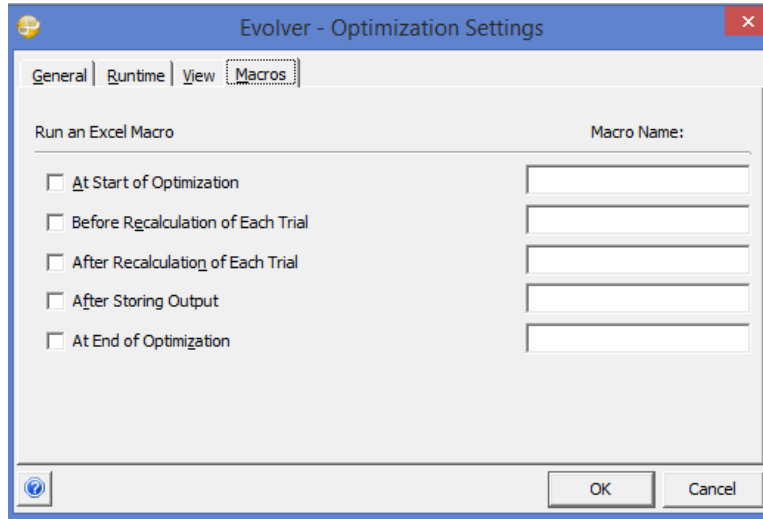 Evolver - Optimization Settings
General Runtime View Macros
Run an Excel Macro Macro Name:
At Start of Optimization
Before Recalculation of Each Trial
After Recalculation of Each Trial
After Storing Output
At End of Optimization
OK Cancel